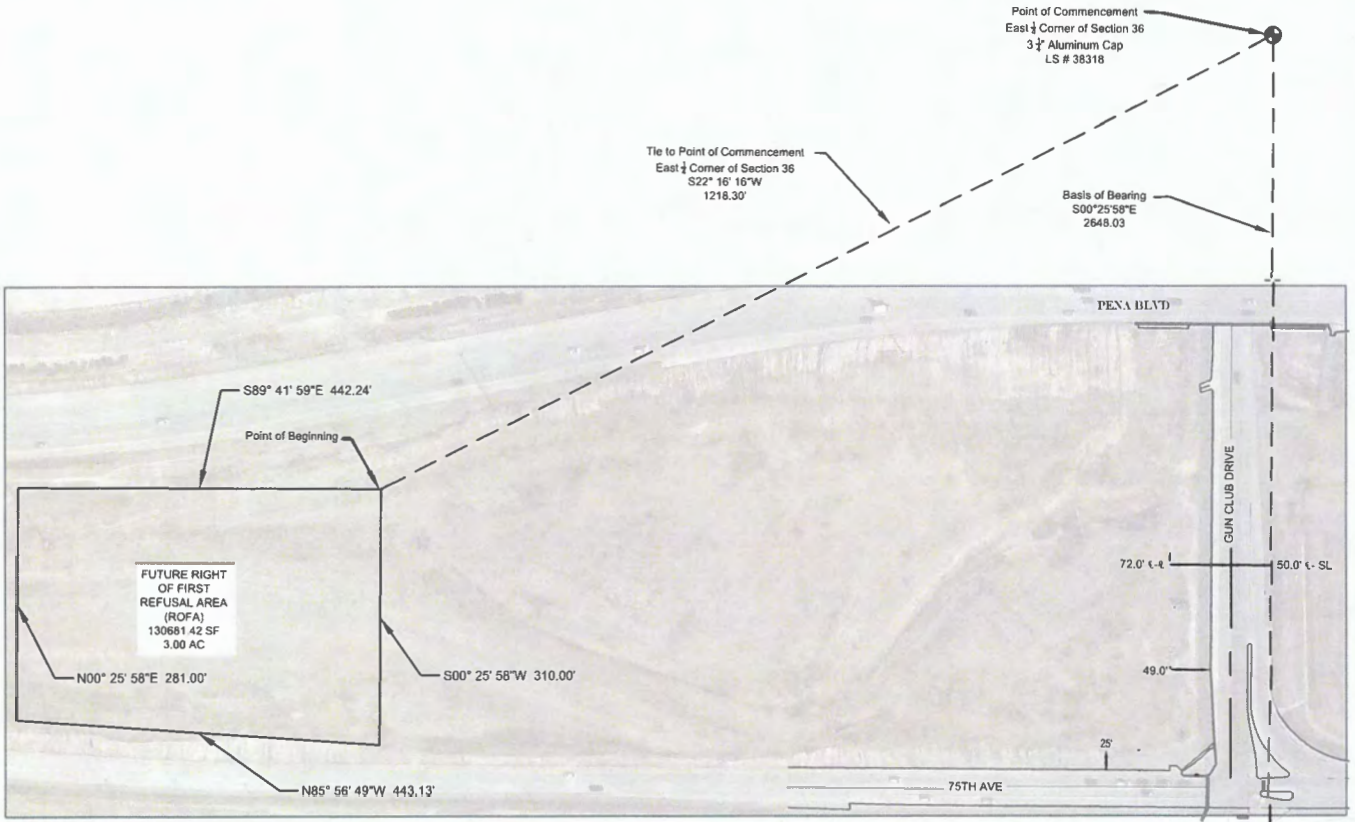 Point of Commencement
East ¼ Corner of Section 36
3 ¼" Aluminum Cap
LS # 38318
Tie to Point of Commencement
East ¼ Corner of Section 36
S22° 16' 16"W
1218.30'
Basis of Bearing
S00°25'58"E
2648.03
PENA BLVD
S89° 41' 59"E 442.24'
Point of Beginning
GUN CLUB DRIVE
FUTURE RIGHT
OF FIRST
REFUSAL AREA
(ROFA)
130681.42 SF
3.00 AC
72.0'
50.0' ℄- SL
N00° 25' 58"E 281.00'
S00° 25' 58"W 310.00'
49.0'
25'
N85° 56' 49"W 443.13'
75TH AVE